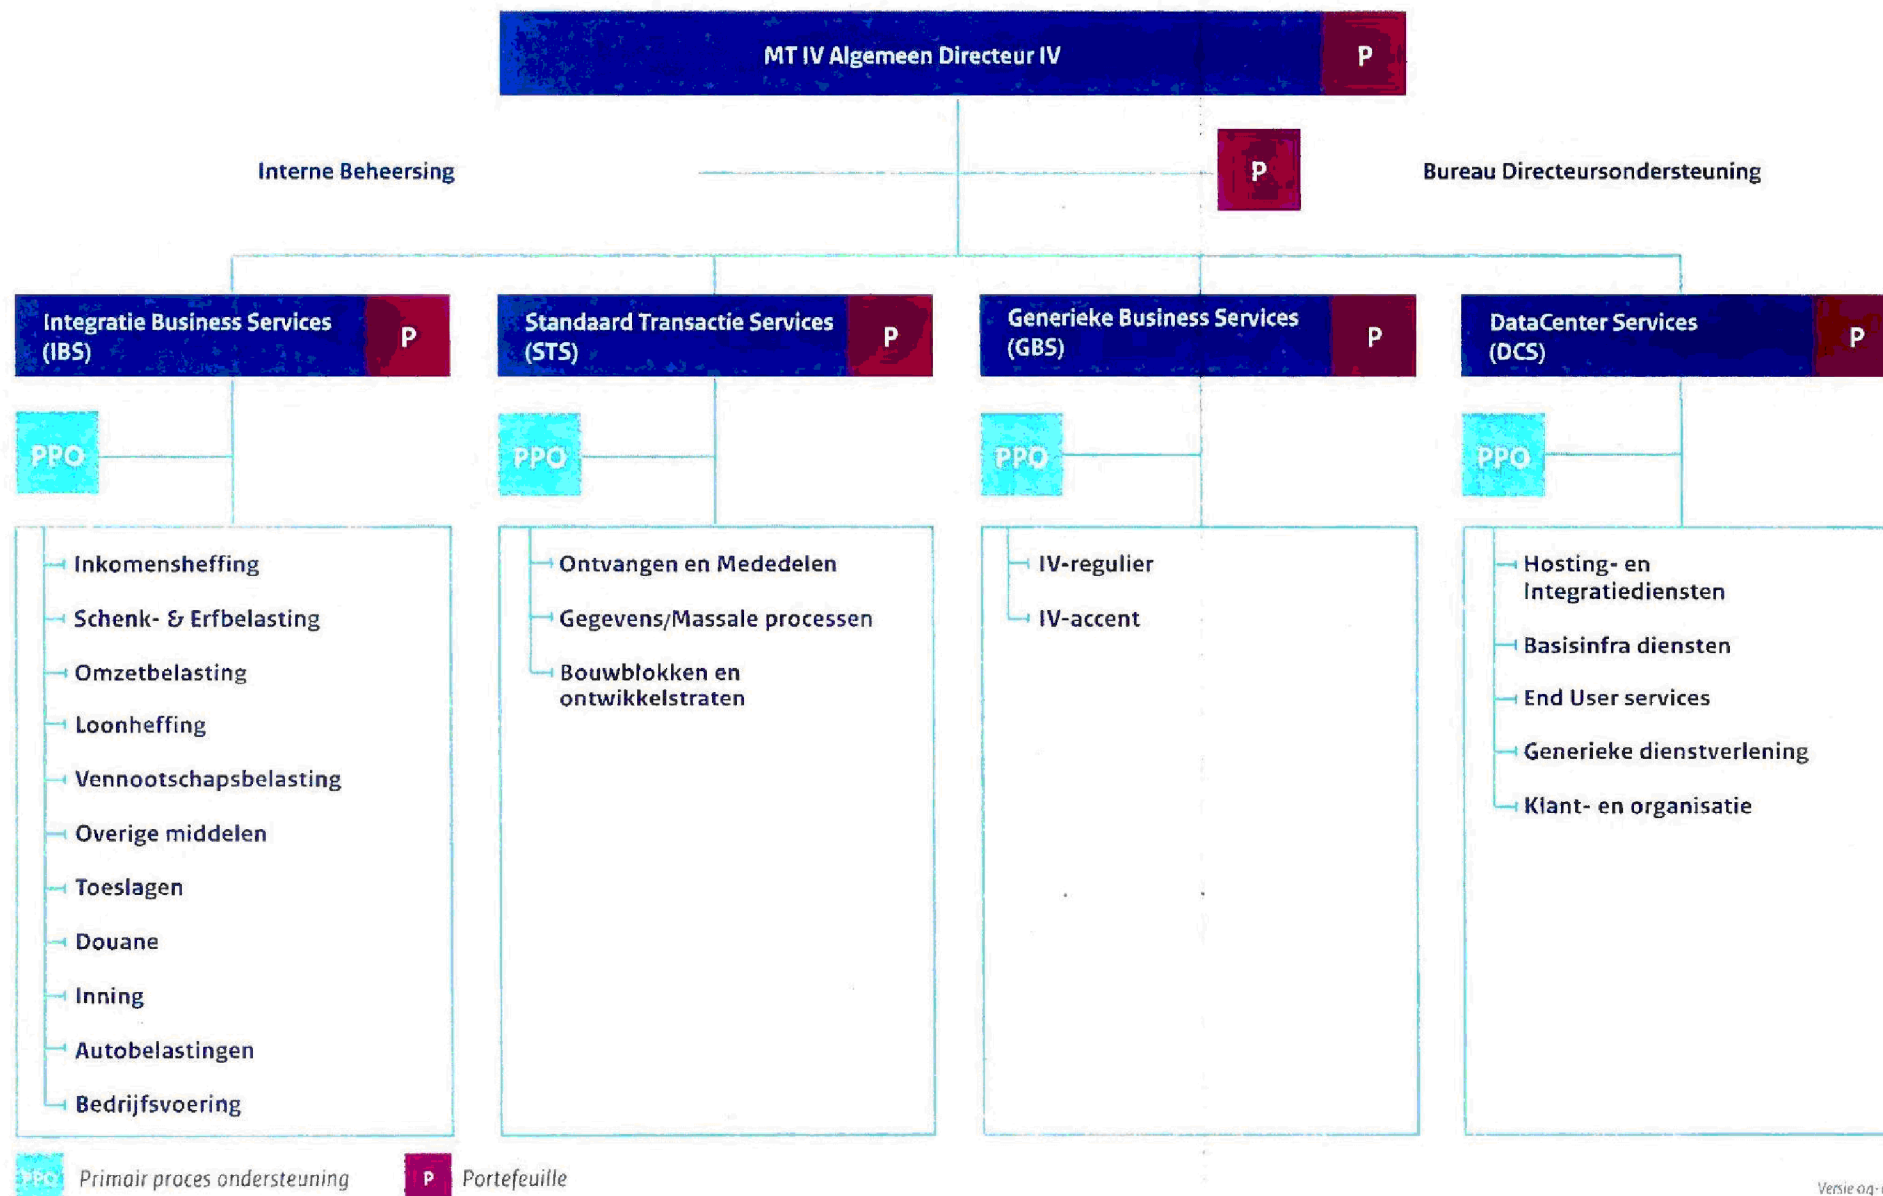 MT IV Algemeen Directeur IV
P
Interne Beheersing
P
Bureau Directeursondersteuning
Integratie Business Services
(IBS)
P
Standaard Transactie Services
(STS)
P
Generieke Business Services
(GBS)
P
DataCenter Services
(DCS)
P
PPO
PPO
PPO
PPO
Inkomensheffing
Schenk- & Erfbelasting
Omzetbelasting
Loonheffing
Vennootschapsbelasting
Overige middelen
Toeslagen
Douane
Inning
Autobelastingen
Bedrijfsvoering
Ontvangen en Mededelen
Gegevens/Massale processen
Bouwblokken en
ontwikkelstraten
IV-regulier
IV-accent
Hosting- en
Integratiediensten
Basisinfra diensten
End User services
Generieke dienstverlening
Klant- en organisatie
PPO Primair proces ondersteuning
P Portefeuille
Versie